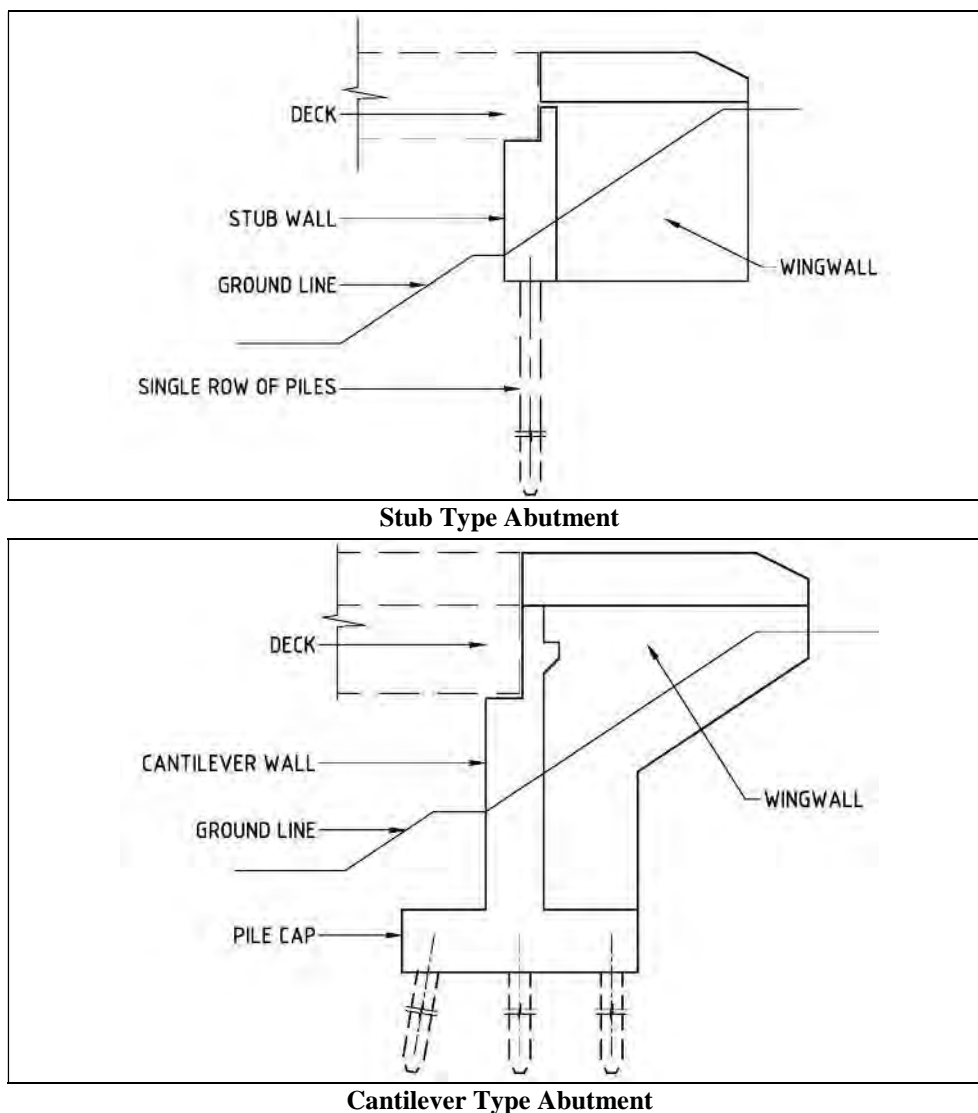 DECK
STUB WALL
WINGWALL
GROUND LINE
SINGLE ROW OF PILES
Stub Type Abutment
DECK
CANTILEVER WALL
WINGWALL
GROUND LINE
PILE CAP
Cantilever Type Abutment